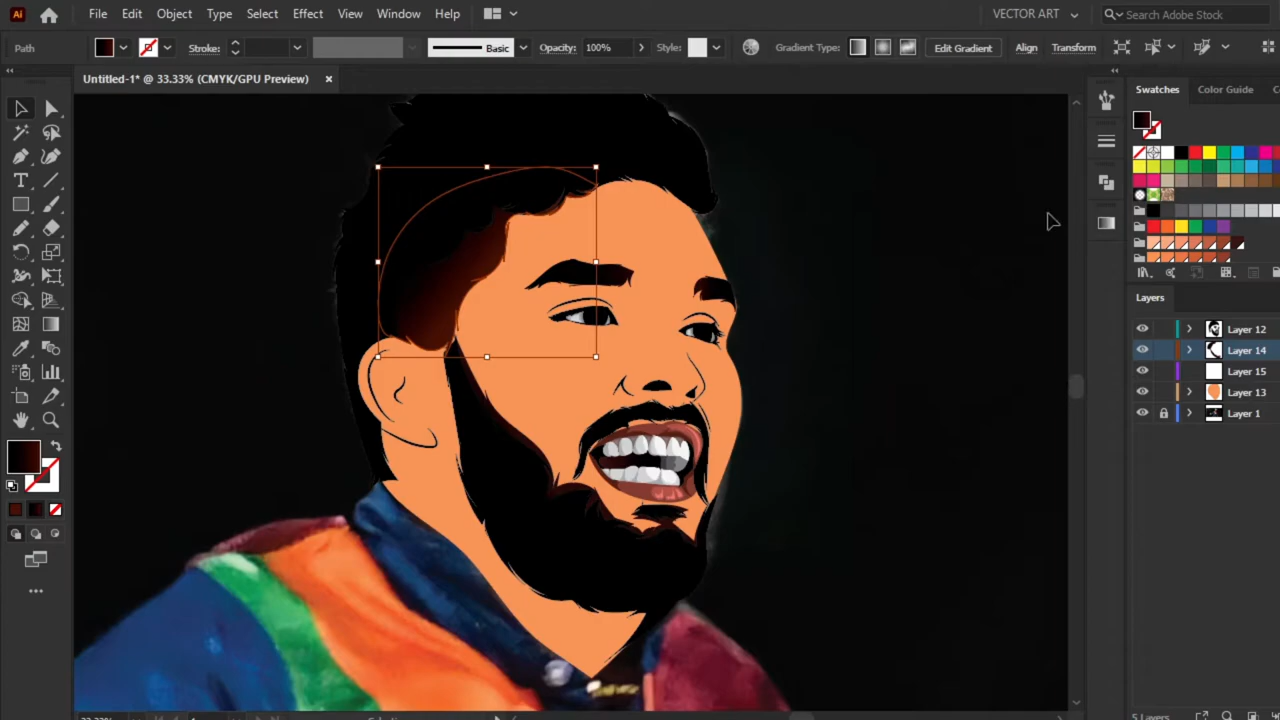 Ai File Edit Object Type Select Effect View Window Help VECTOR ART Search Adobe Stock
Path Stroke: Basic Opacity: 100% Style: Gradient Type: Edit Gradient Align Transform
Untitled-1* @ 33.33% (CMYK/GPU Preview)
Swatches Color Guide
Layers
Layer 12
Layer 14
Layer 15
Layer 13
Layer 1